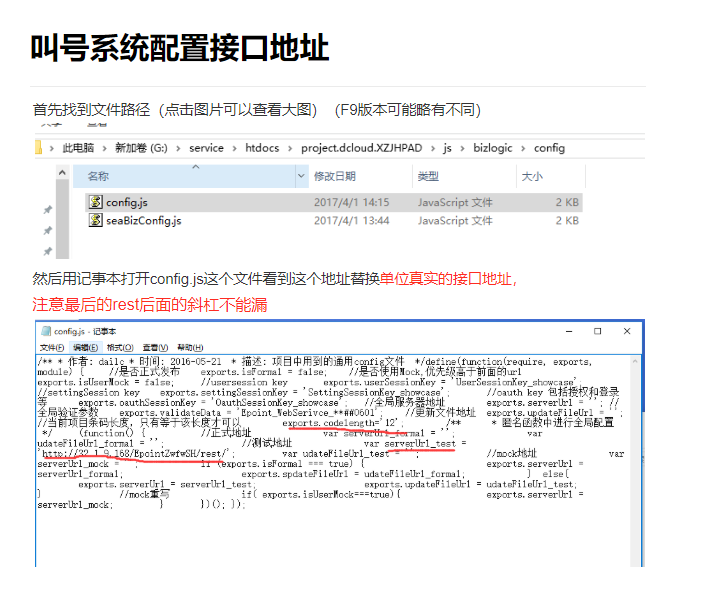 叫号系统配置接口地址
首先找到文件路径（点击图片可以查看大图）（F9版本可能略有不同）
此电脑 › 新加卷 (G:) › service › htdocs › project.dcloud.XZJHPAD › js › bizlogic › config
名称 修改日期 类型 大小
config.js 2017/4/1 14:15 JavaScript 文件 2 KB
seaBizConfig.js 2017/4/1 13:44 JavaScript 文件 2 KB
然后用记事本打开config.js这个文件看到这个地址替换单位真实的接口地址，
注意最后的rest后面的斜杠不能漏
config.js - 记事本
文件(F) 编辑(E) 格式(O) 查看(V) 帮助(H)
/** * 作者: dailc * 时间: 2016-05-21 * 描述: 项目中用到的通用config文件 */define(function(require, exports,
module) { //是否正式发布 exports.isFormal = false; //是否使用Mock,优先级高于前面的url
exports.isUserMock = false; //usersession key exports.userSessionKey = 'UserSessionKey_showcase'
//settingSession key exports.settingSessionKey = 'SettingSessionKey_showcase'; //oauth key 包括授权和登录
等 exports.oauthSessionKey = 'OauthSessionKey_showcase'; //全局服务器地址 exports.serverUrl = ''; //
全局验证参数 exports.validateData = 'Epoint_WebSerivce_**##0601'; //更新文件地址 exports.updateFileUrl = '';
//当前项目条码长度，只有等于该长度才可以 exports.codelength='12'; /** * 匿名函数中进行全局配置
*/ (function() { //正式地址 var serverUrl_formal = ''; var
udateFileUrl_formal = ''; //测试地址 var serverUrl_test =
'http://32.1.9.168/EpointZwfwSH/rest/'; var udateFileUrl_test = ''; //mock地址 var
serverUrl_mock = ''; if (exports.isFormal === true) { exports.serverUrl =
serverUrl_formal; exports.spdateFileUrl = udateFileUrl_formal; } else{
exports.serverUrl = serverUrl_test; exports.updateFileUrl = udateFileUrl_test;
} //mock重写 if( exports.isUserMock===true){ exports.serverUrl =
serverUrl_mock; } })(); });